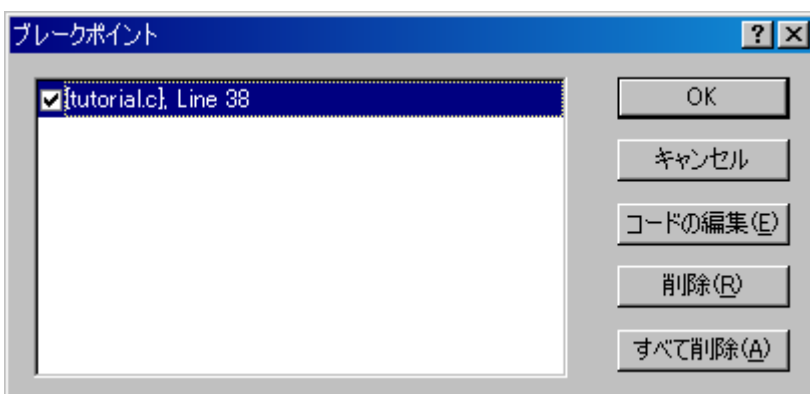 ブレークポイント
{tutorial.c}, Line 38
OK
キャンセル
コードの編集(E)
削除(R)
すべて削除(A)